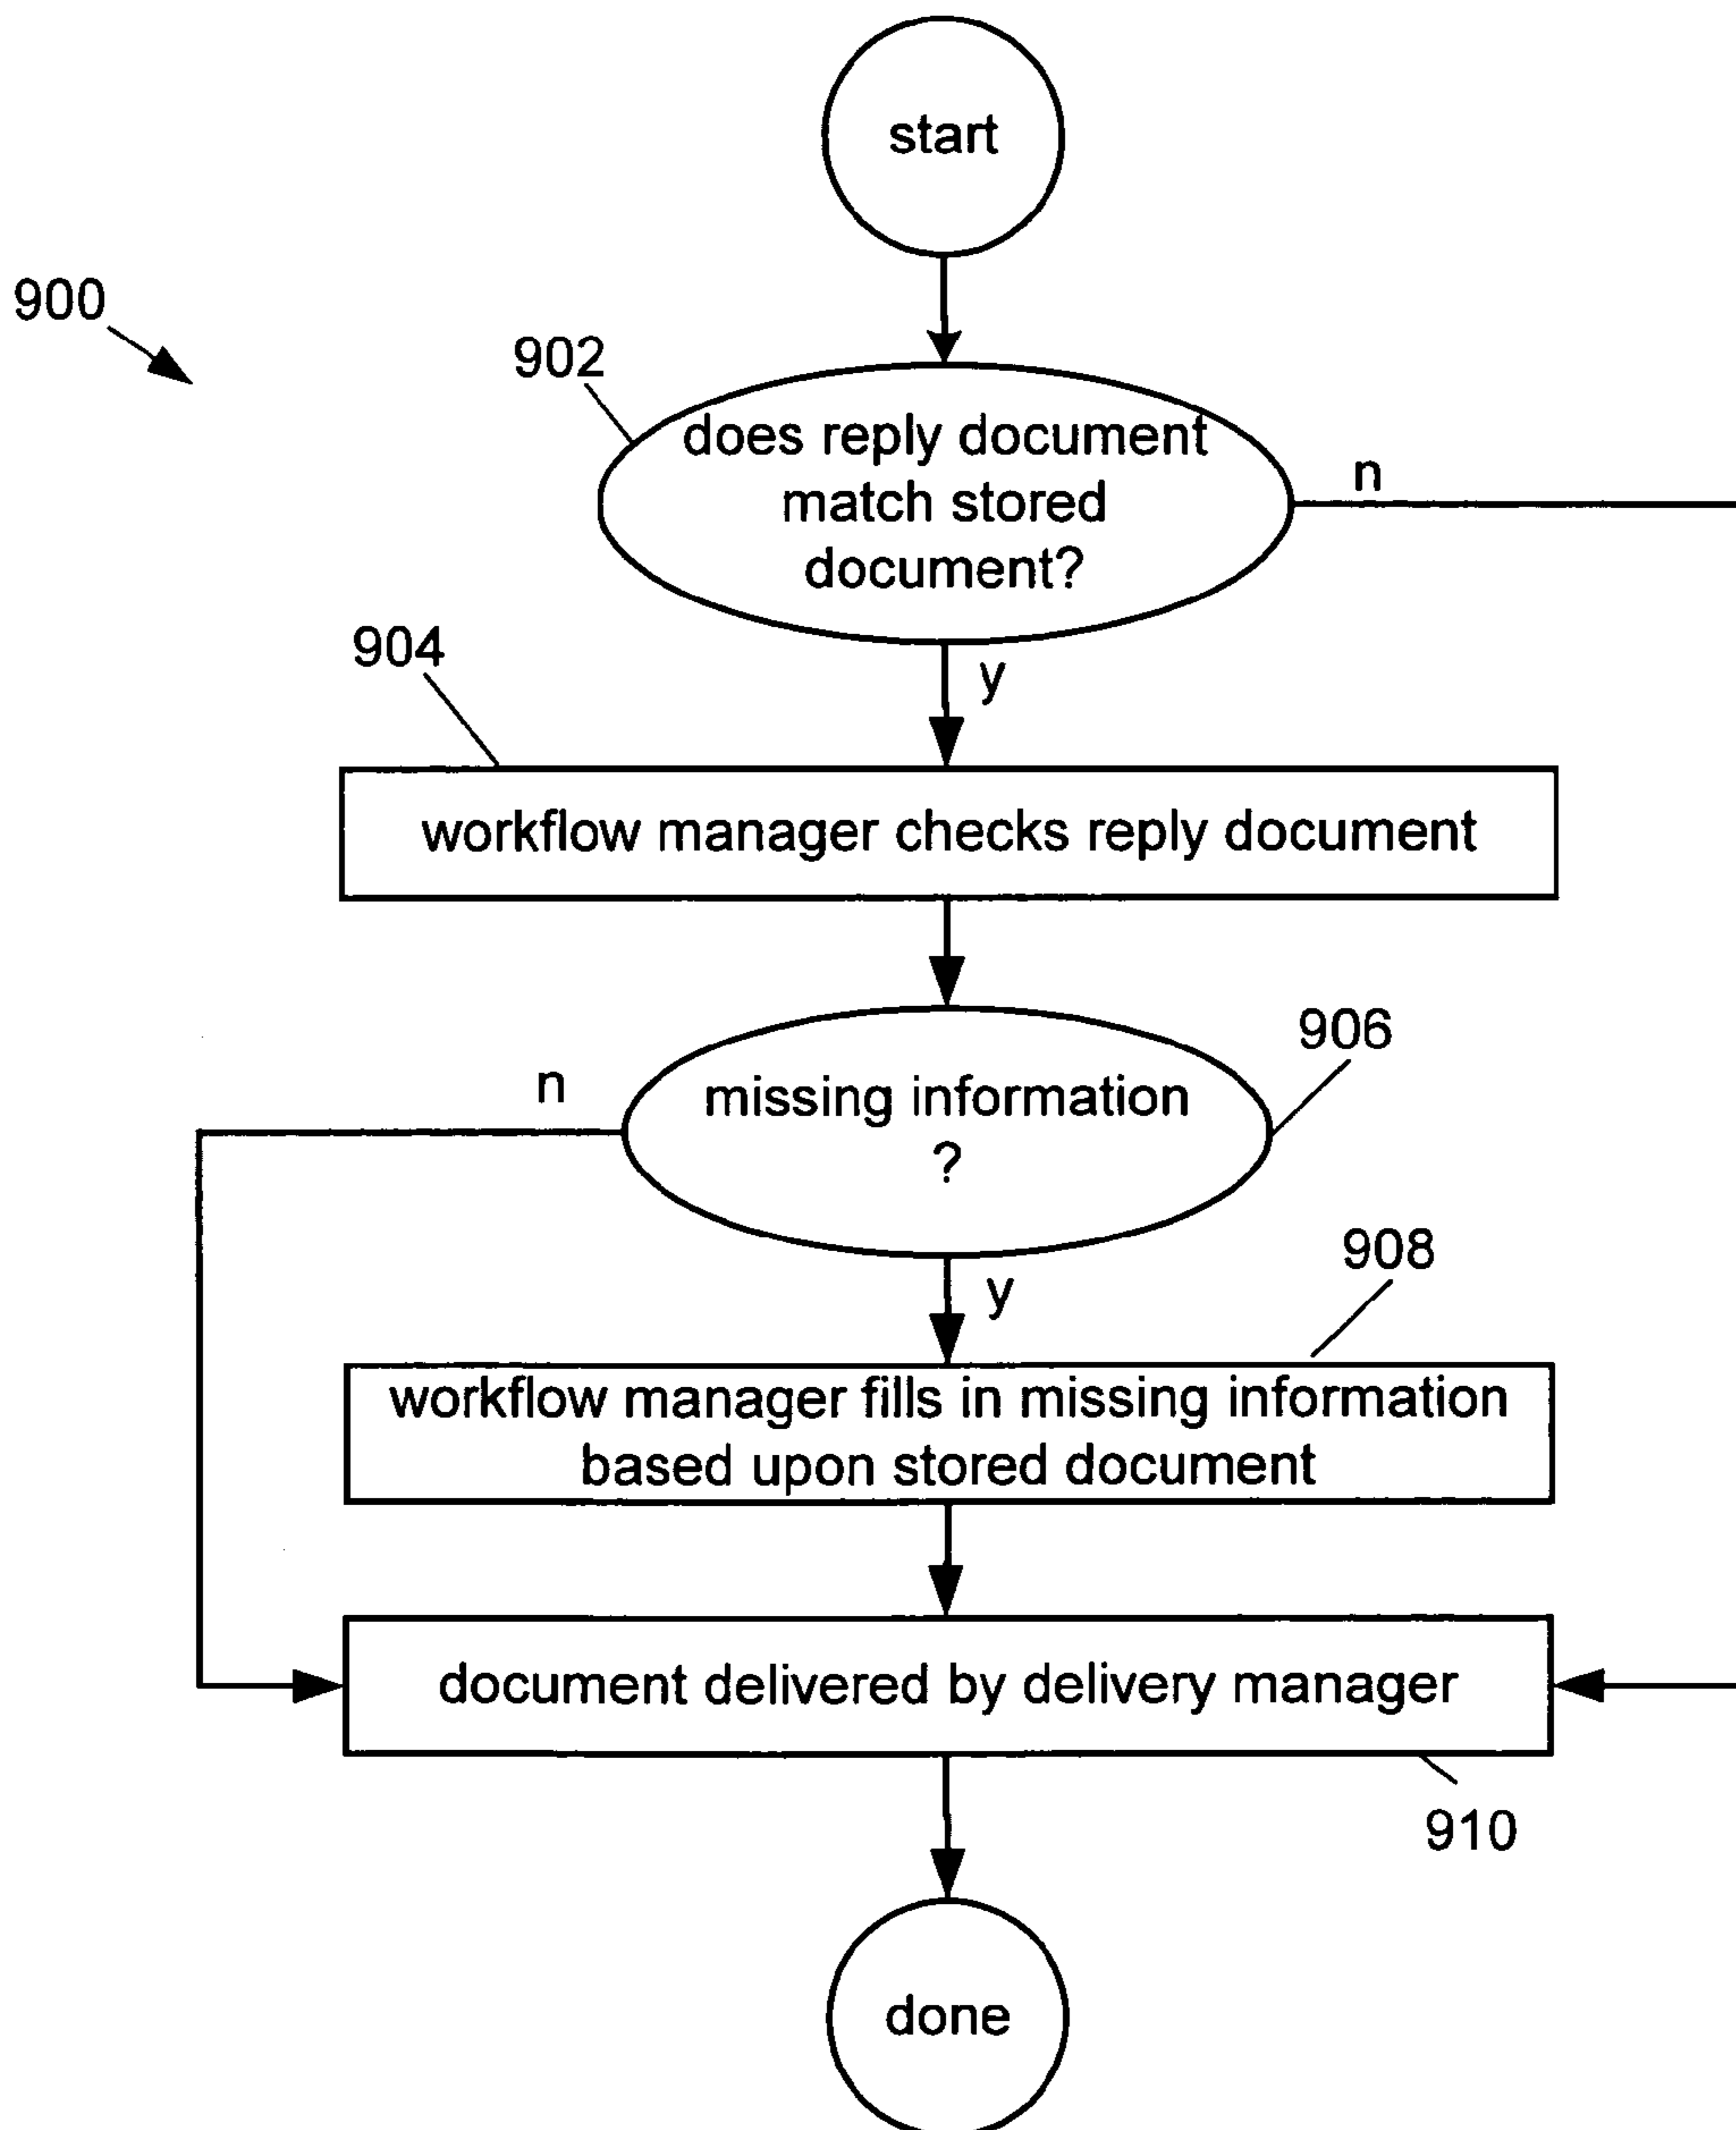 start
900
902
does reply document
match stored
document?
n
904
y
workflow manager checks reply document
906
n
missing information
?
908
y
workflow manager fills in missing information
based upon stored document
document delivered by delivery manager
910
done